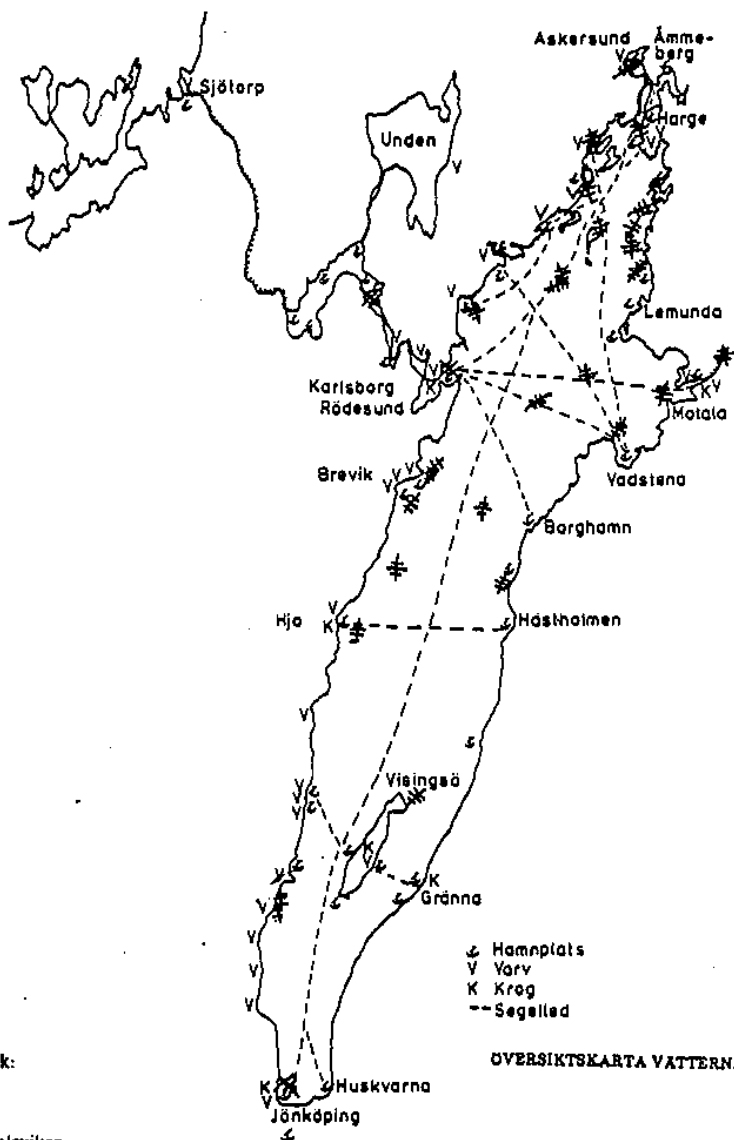 Askersund
Åmme-
berg
Sjötorp
V
Harge
Unden
V
V
V
V
V
V
V
Lemunda
V
V
V
K
K V
Karlsborg
Rödesund
Motala
Brevik
V V
V
Vadstena
Borghamn
V
Hjo
K
Hästholmen
V
Visingsö
V
V
V
K
V
V
K
Gränna
V
V
V
V
Hamnplats
V Varv
K Krog
--- Segelled
k:
ÖVERSIKTSKARTA VÄTTERN
K
V
Huskvarna
Jönköping